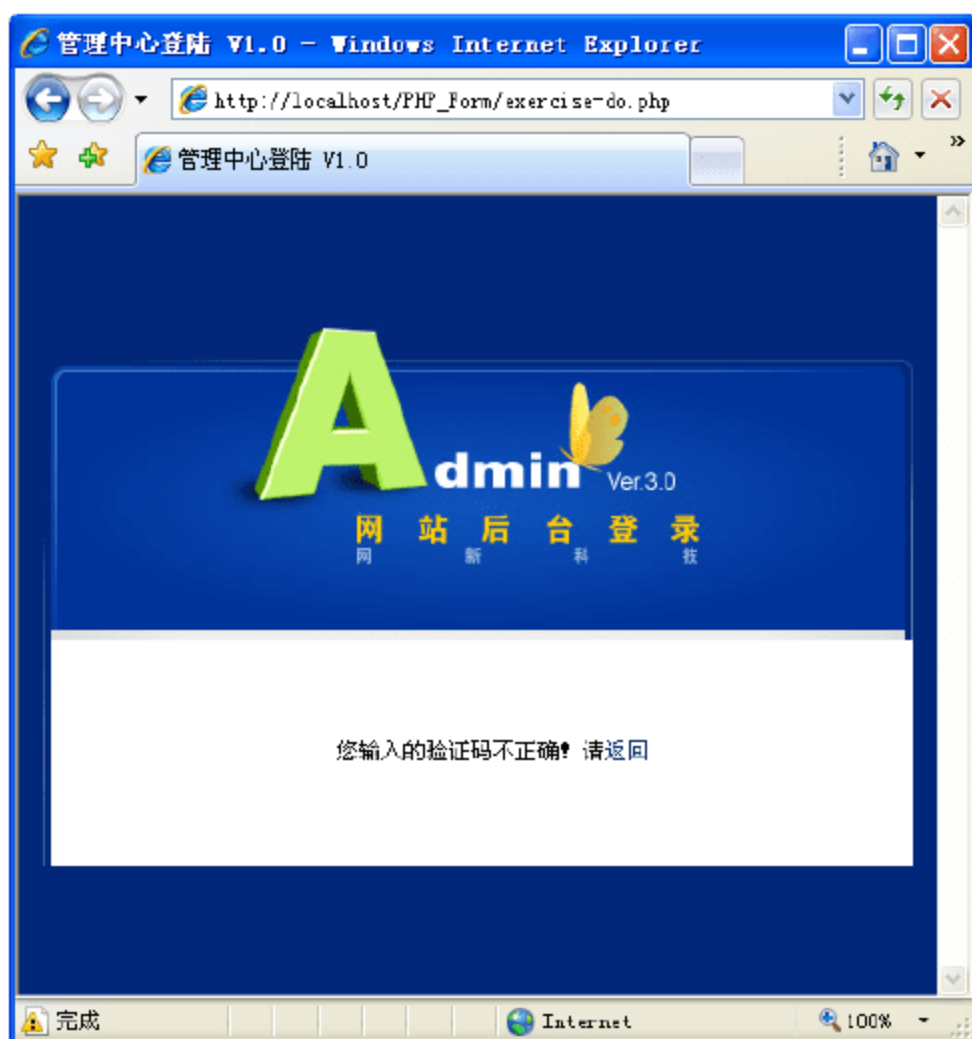 管理中心登陆 V1.0 - Windows Internet Explorer
http://localhost/PHP_Form/exercise-do.php
管理中心登陆 V1.0
Admin Ver.3.0
网站后台登录
网新科技
您输入的验证码不正确! 请返回
完成 Internet 100%